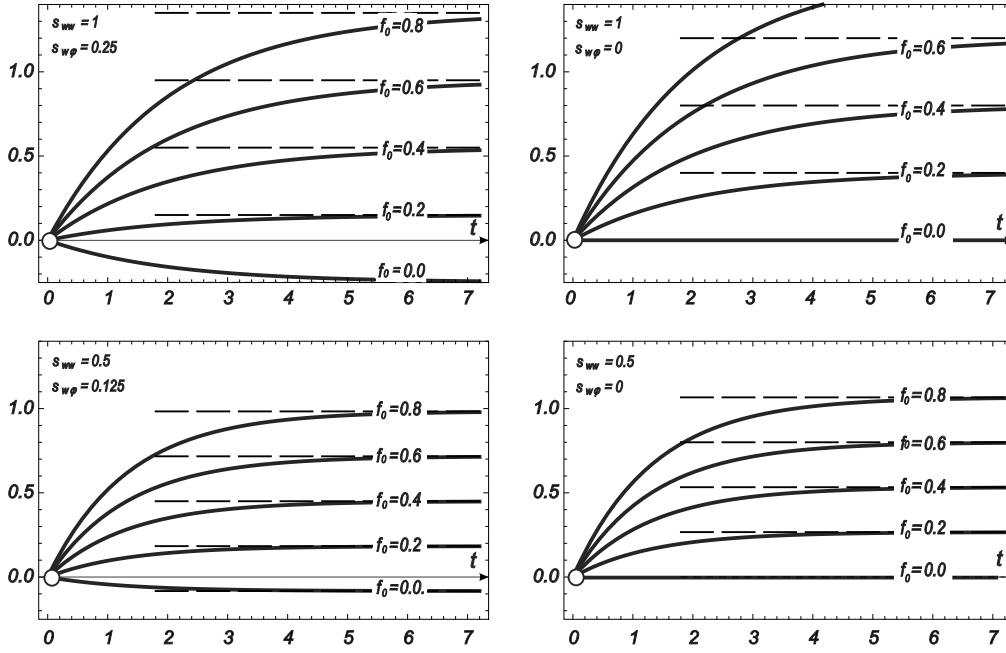 s_ww = 1
s_wφ = 0.25
f_0 = 0.8
1.0
f_0 = 0.6
0.5
f_0 = 0.4
f_0 = 0.2
0.0
t
f_0 = 0.0
0 1 2 3 4 5 6 7
s_ww = 1
s_wφ = 0
f_0 = 0.6
1.0
f_0 = 0.4
0.5
f_0 = 0.2
0.0
t
f_0 = 0.0
0 1 2 3 4 5 6 7
s_ww = 0.5
s_wφ = 0.125
1.0
f_0 = 0.8
f_0 = 0.6
0.5
f_0 = 0.4
f_0 = 0.2
t
0.0
f_0 = 0.0.
0 1 2 3 4 5 6 7
s_ww = 0.5
s_wφ = 0
f_0 = 0.8
1.0
f_0 = 0.6
0.5
f_0 = 0.4
f_0 = 0.2
t
0.0
f_0 = 0.0
0 1 2 3 4 5 6 7